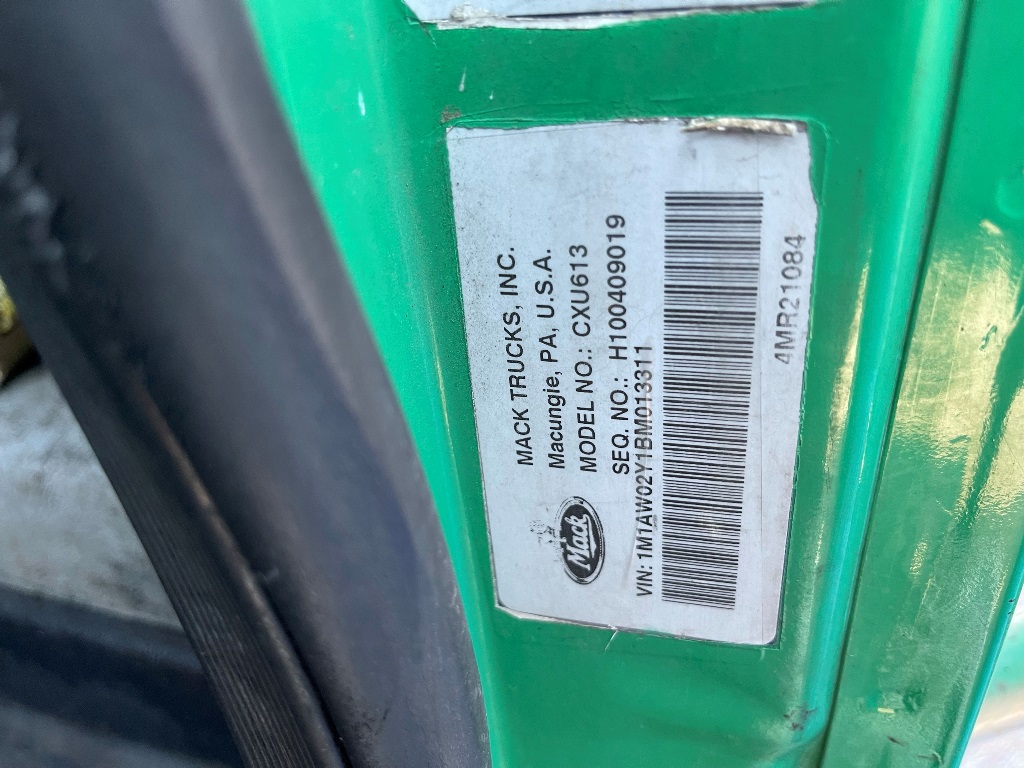 MACK TRUCKS, INC.
Macungie, PA, U.S.A.
MODEL NO.: CXU613
SEQ. NO.: H100409019
Mack
VIN: 1M1AW02Y1BM013311
4MR21084